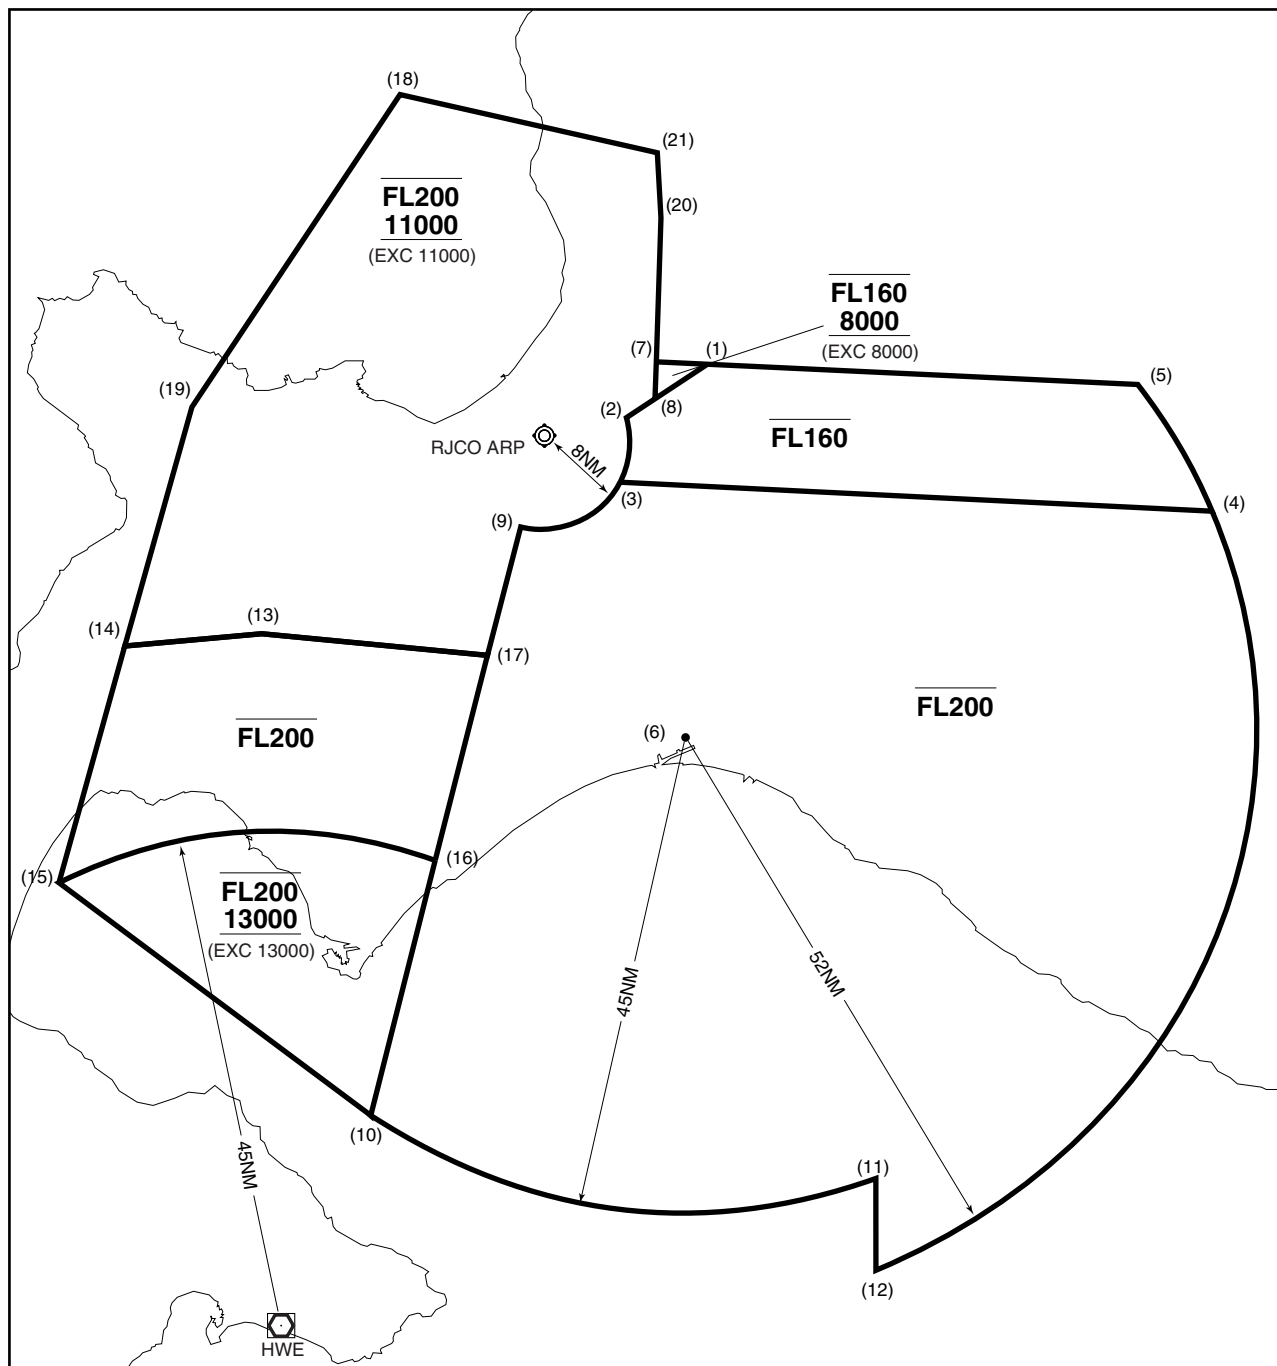 (18)
(21)
FL200
11000
(EXC 11000)
(20)
FL160
8000
(EXC 8000)
(7)
(1)
(5)
(19)
(2)
(8)
FL160
RJCO ARP
8NM
(3)
(4)
(9)
(13)
(14)
(17)
FL200
(6)
FL200
(16)
(15)
FL200
13000
(EXC 13000)
45NM
52NM
(10)
45NM
(11)
(12)
HWE